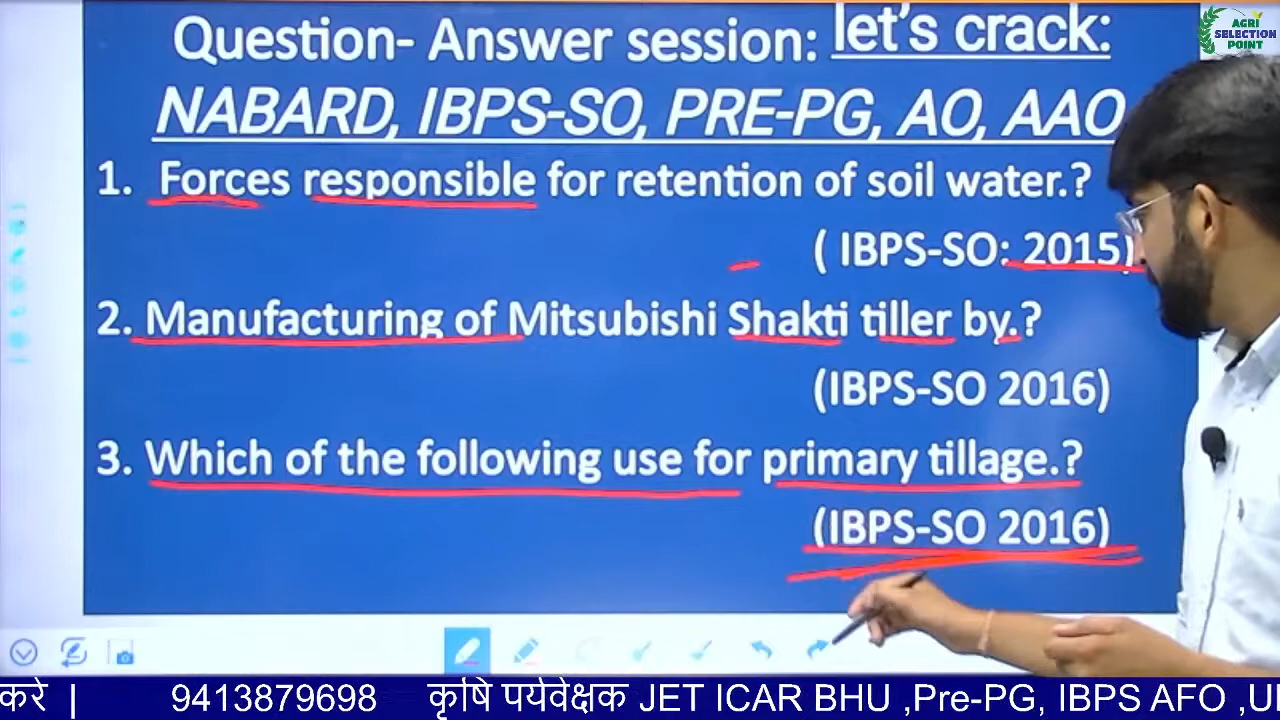 Question- Answer session: let's crack:
NABARD, IBPS-SO, PRE-PG, AO, AAO
1. Forces responsible for retention of soil water.?
( IBPS-SO: 2015)
2. Manufacturing of Mitsubishi Shakti tiller by.?
(IBPS-SO 2016)
3. Which of the following use for primary tillage.?
(IBPS-SO 2016)
AGRI
SELECTION
POINT
करे | 9413879698 कृषि पर्यवेक्षक JET ICAR BHU ,Pre-PG, IBPS AFO ,U